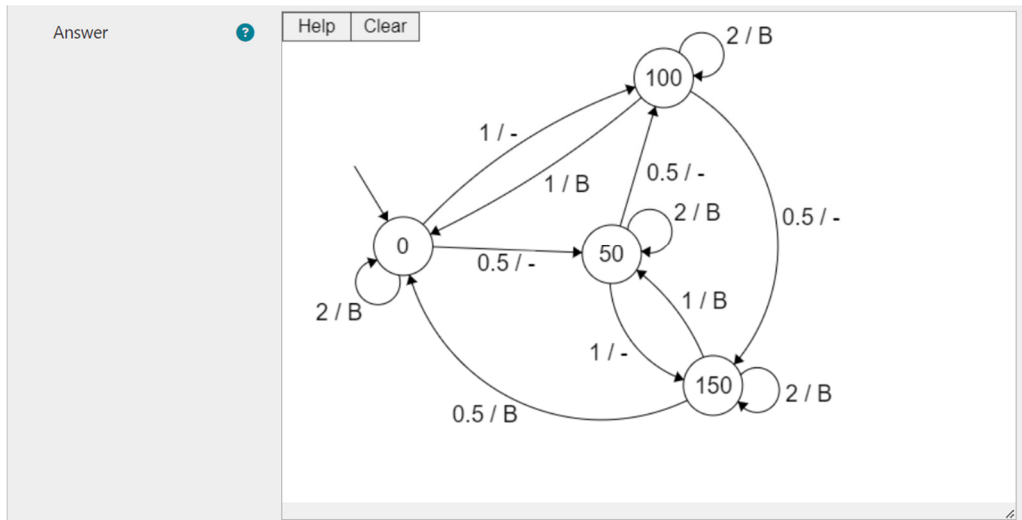 Answer
?
Help Clear
2 / B
100
1 / -
1 / B
0.5 / -
2 / B
0.5 / -
0
50
0.5 / -
2 / B
1 / B
1 / -
150
2 / B
0.5 / B